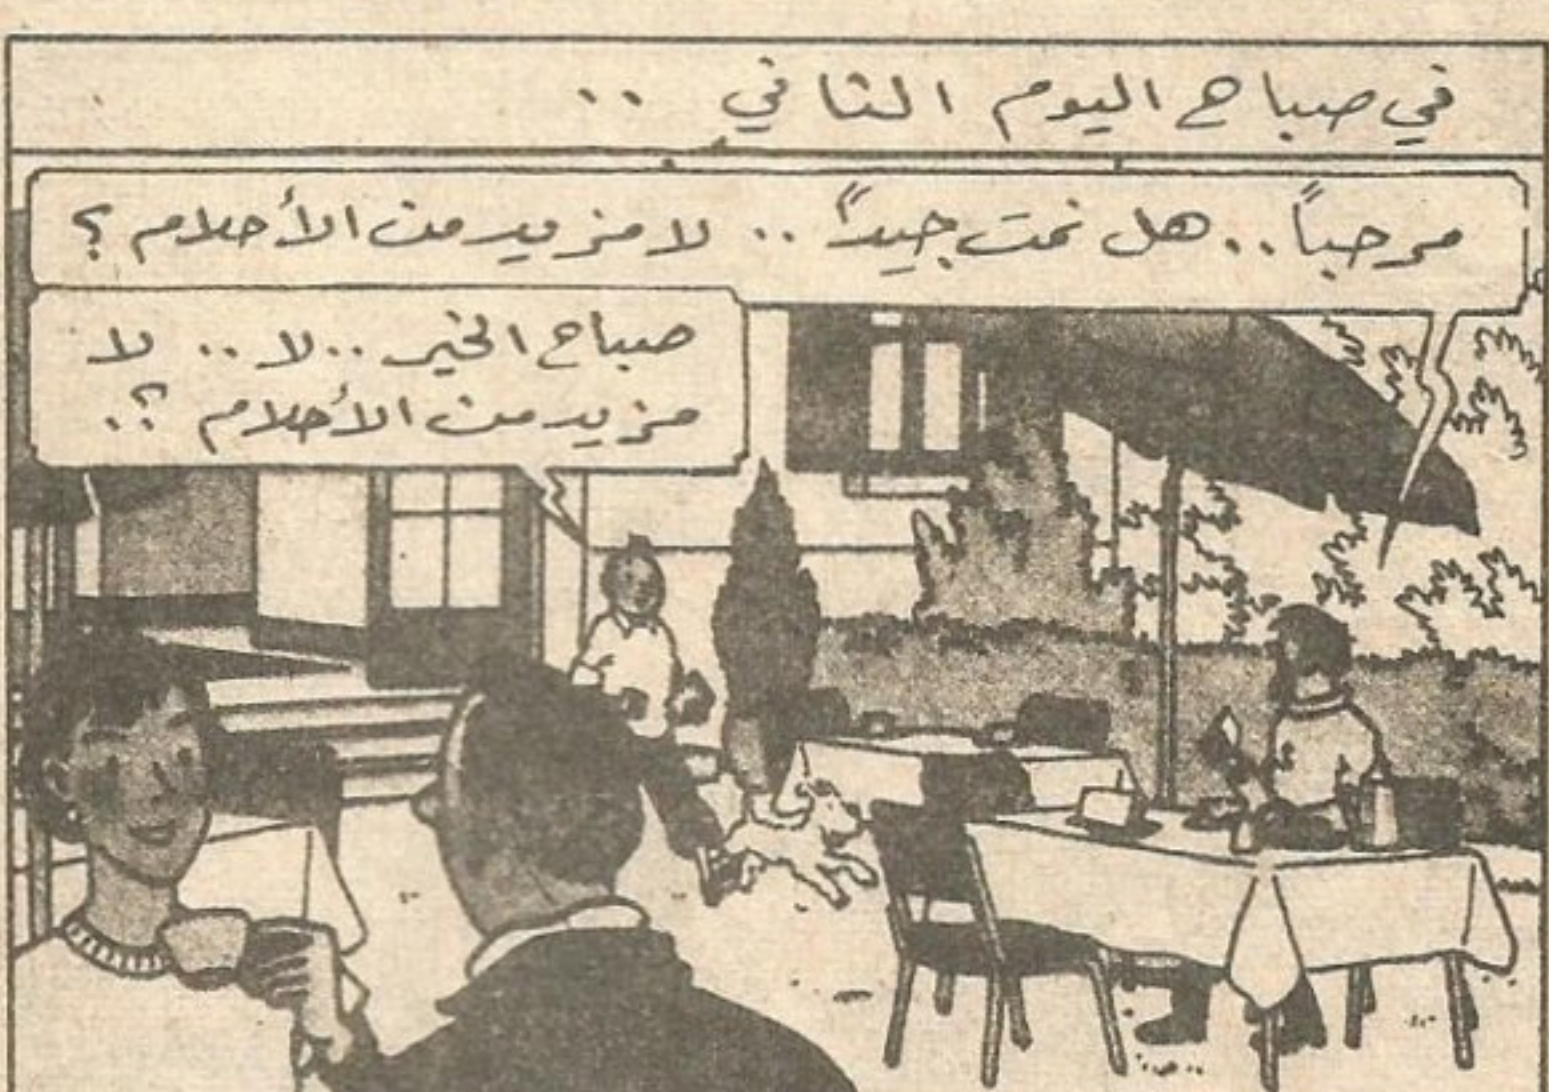 في صباح اليوم الثاني ..
مرحباً .. هل نمت جيداً .. لا مزيد من الأحلام ؟
صباح الخير .. لا .. لا
مزيد من الأحلام ؟..